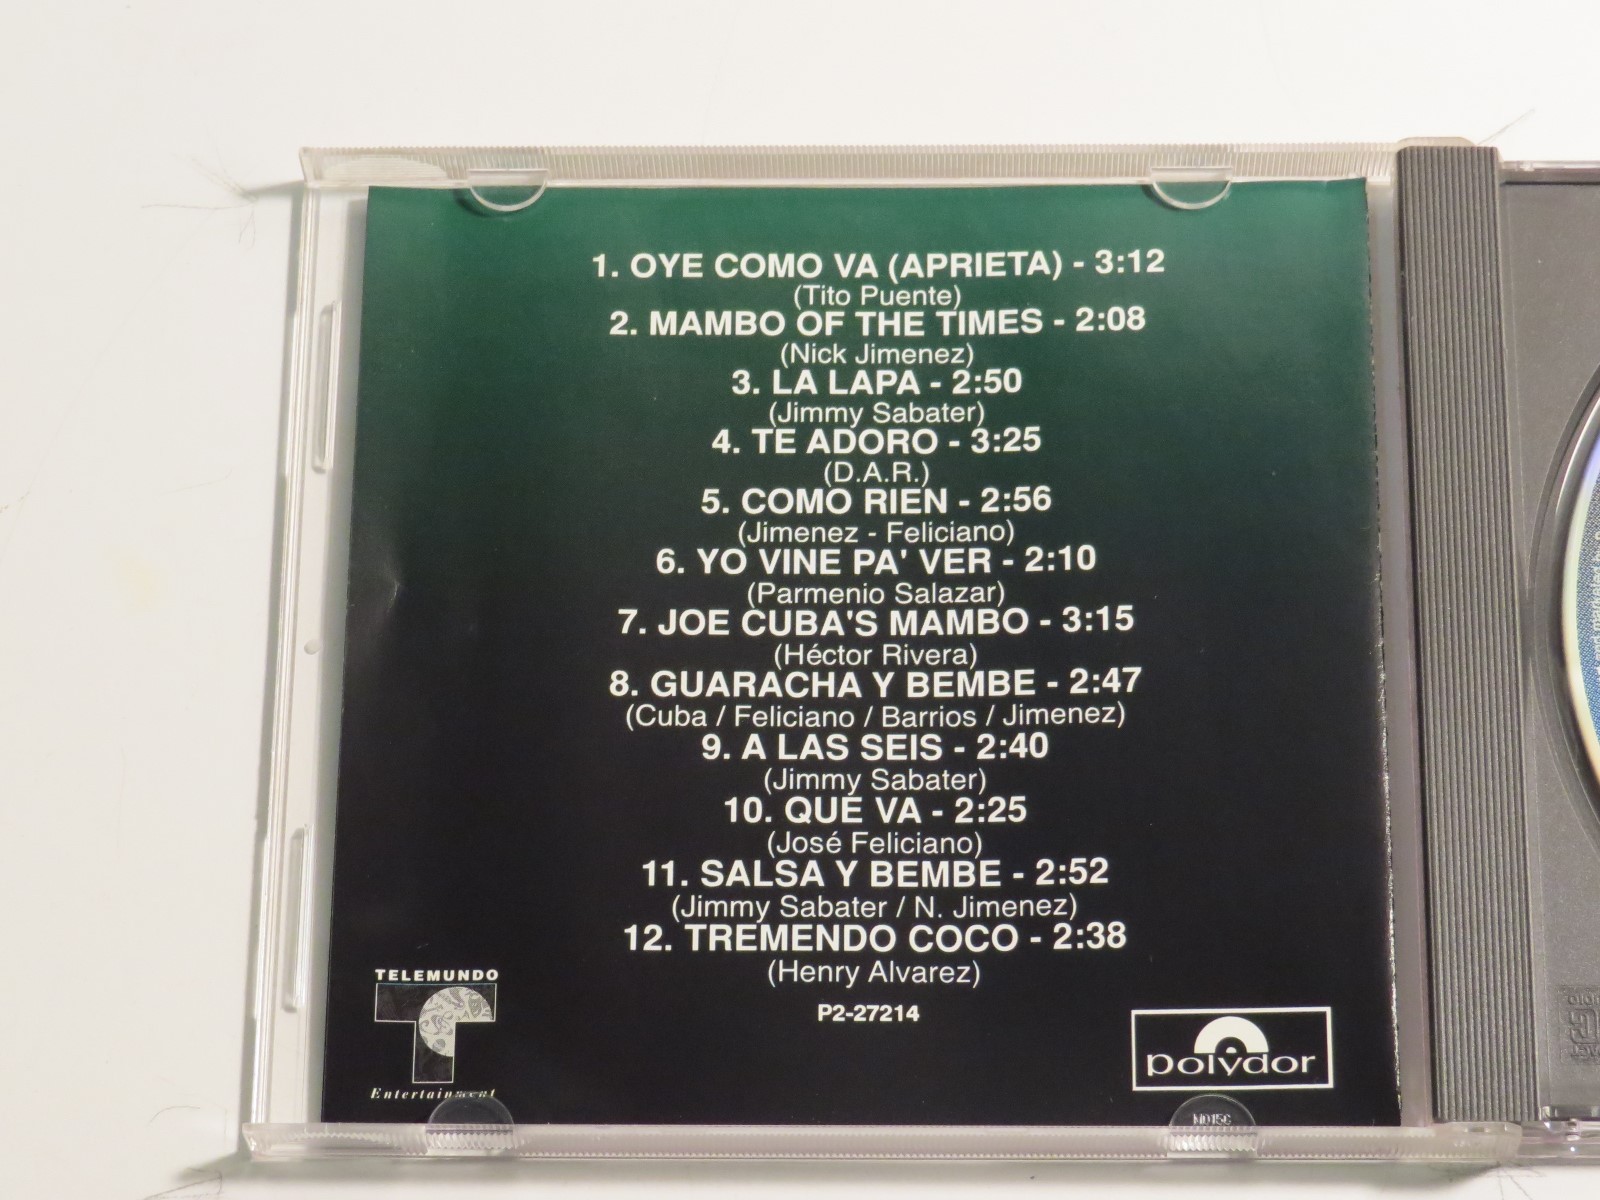 1. OYE COMO VA (APRIETA) - 3:12
(Tito Puente)
2. MAMBO OF THE TIMES - 2:08
(Nick Jimenez)
3. LA LAPA - 2:50
(Jimmy Sabater)
4. TE ADORO - 3:25
(D.A.R.)
5. COMO RIEN - 2:56
(Jimenez - Feliciano)
6. YO VINE PA' VER - 2:10
(Parmenio Salazar)
7. JOE CUBA'S MAMBO - 3:15
(Héctor Rivera)
8. GUARACHA Y BEMBE - 2:47
(Cuba / Feliciano / Barrios / Jimenez)
9. A LAS SEIS - 2:40
(Jimmy Sabater)
10. QUE VA - 2:25
(José Feliciano)
11. SALSA Y BEMBE - 2:52
(Jimmy Sabater / N. Jimenez)
12. TREMENDO COCO - 2:38
(Henry Alvarez)
P2-27214
TELEMUNDO
T
Entertainment
polydor